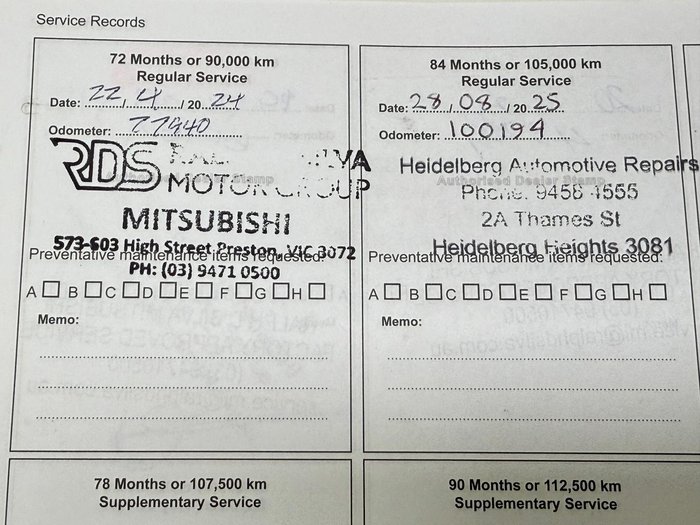 Service Records
72 Months or 90,000 km
Regular Service
Date: 22, 4 / 20 24
Odometer: 77940
RDS
MOTOR GROUP
MITSUBISHI
573-603 High Street Preston, VIC 3072
PH: (03) 9471 0500
Preventative maintenance items requested:
A B C D E F G H
Memo:
84 Months or 105,000 km
Regular Service
Date: 28, 08 / 20 25
Odometer: 100194
Heidelberg Automotive Repairs
Authorised Dealer Stamp
Phone: 9458 1555
2A Thames St
Heidelberg Heights 3081
Preventative maintenance items requested:
A B C D E F G H
Memo:
78 Months or 107,500 km
Supplementary Service
90 Months or 112,500 km
Supplementary Service